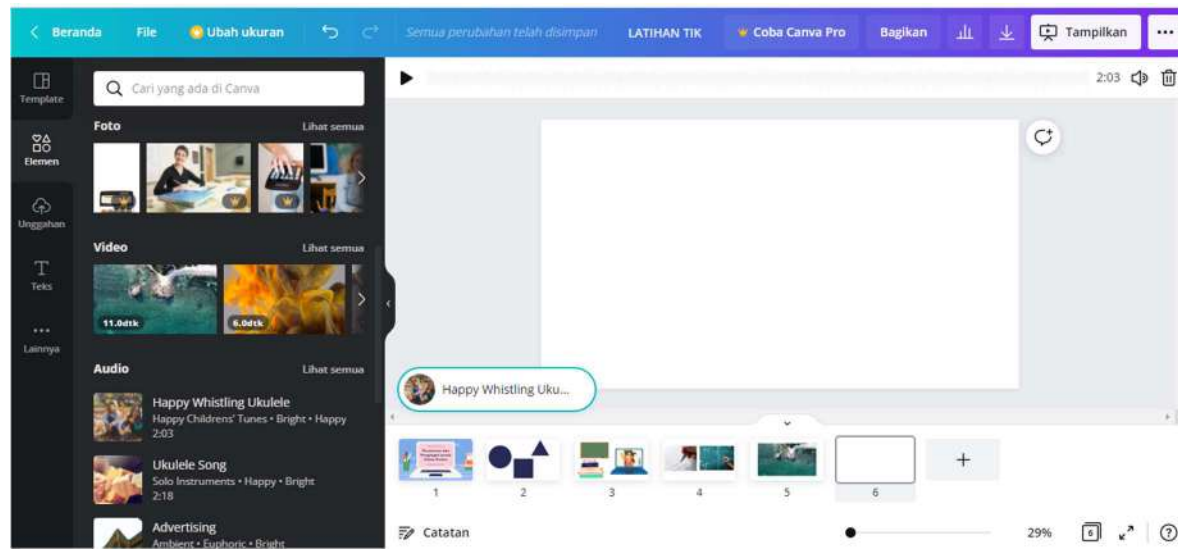 Beranda File Ubah ukuran Semua perubahan telah disimpan LATIHAN TIK Coba Canva Pro Bagikan Tampilkan
Template
Elemen
Unggahan
Teks
Lainnya
Cari yang ada di Canva
Foto Lihat semua
Video Lihat semua
11.0dtk 6.0dtk
Audio Lihat semua
Happy Whistling Ukulele
Happy Childrens' Tunes • Bright • Happy
2:03
Ukulele Song
Solo Instruments • Happy • Bright
2:18
Advertising
Ambient • Euphoric • Bright
2:03
Happy Whistling Uku...
1 2 3 4 5 6
Catatan 29% 6